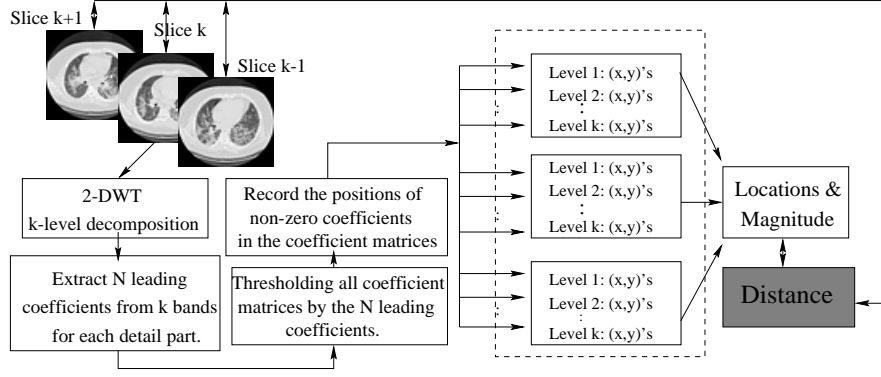 Slice k+1
Slice k
Slice k-1
2-DWT
k-level decomposition
Extract N leading
coefficients from k bands
for each detail part.
Record the positions of
non-zero coefficients
in the coefficient matrices
Thresholding all coefficient
matrices by the N leading
coefficients.
Level 1: (x,y)'s
Level 2: (x,y)'s
Level k: (x,y)'s
Level 1: (x,y)'s
Level 2: (x,y)'s
Level k: (x,y)'s
Level 1: (x,y)'s
Level 2: (x,y)'s
Level k: (x,y)'s
Locations &
Magnitude
Distance